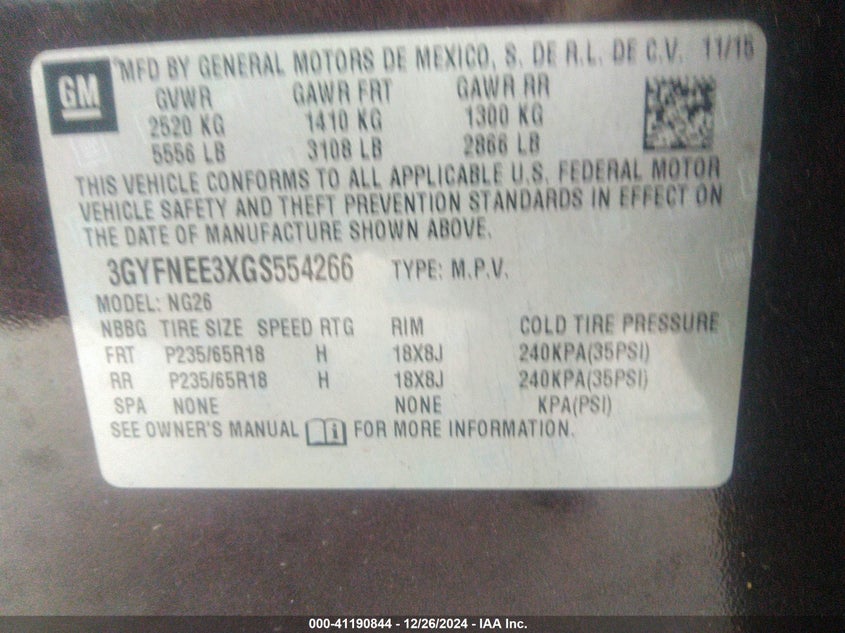 GM
MFD BY GENERAL MOTORS DE MEXICO, S. DE R.L. DE C.V. 11/15
GVWR GAWR FRT GAWR RR
2520 KG 1410 KG 1300 KG
5556 LB 3108 LB 2866 LB
THIS VEHICLE CONFORMS TO ALL APPLICABLE U.S. FEDERAL MOTOR
VEHICLE SAFETY AND THEFT PREVENTION STANDARDS IN EFFECT ON
THE DATE OF MANUFACTURE SHOWN ABOVE.
3GYFNEE3XGS554266 TYPE: M.P.V.
MODEL: NG26
NBBG TIRE SIZE SPEED RTG RIM COLD TIRE PRESSURE
FRT P235/65R18 H 18X8J 240KPA(35PSI)
RR P235/65R18 H 18X8J 240KPA(35PSI)
SPA NONE NONE KPA(PSI)
SEE OWNER'S MANUAL i FOR MORE INFORMATION.
000-41190844 - 12/26/2024 - IAA Inc.